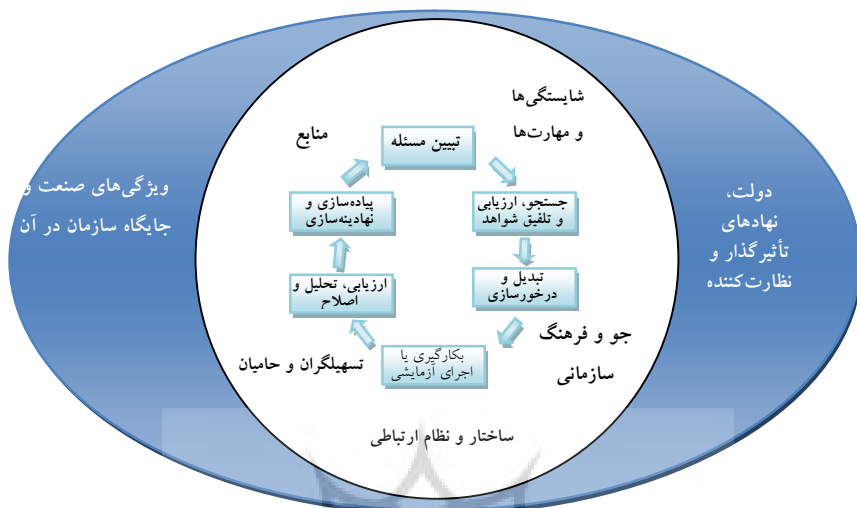 شایستگی‌ها
و مهارت‌ها
منابع
تبیین مسئله
جستجو، ارزیابی
و تلفیق شواهد
تبدیل و
درخورسازی
بکارگیری یا
اجرای آزمایشی
ارزیابی، تحلیل و
اصلاح
پیاده‌سازی و
نهادینه‌سازی
جو و فرهنگ
سازمانی
تسهیلگران و حامیان
ساختار و نظام ارتباطی
دولت،
نهادهای
تأثیرگذار و
نظارت‌کننده
ویژگی‌های صنعت و
جایگاه سازمان در آن